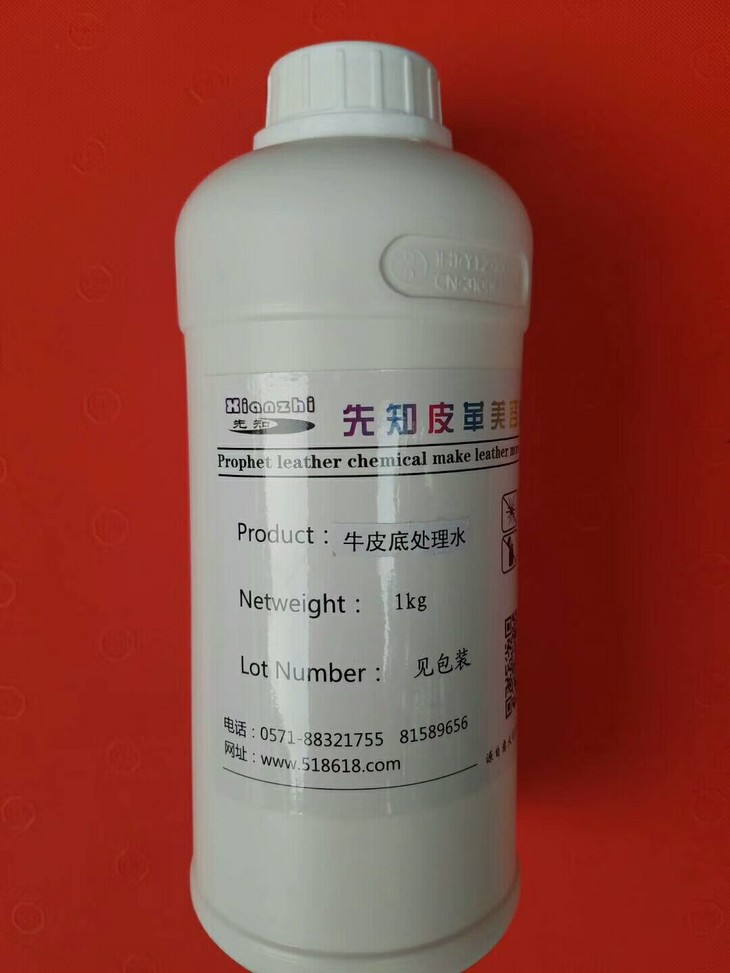 Xianzhi
先知
先知皮革美
Prophet leather chemical make leather
Product：牛皮底处理水
Netweight： 1kg
Lot Number： 见包装
电话：0571-88321755 81589656
网址：www.518618.com